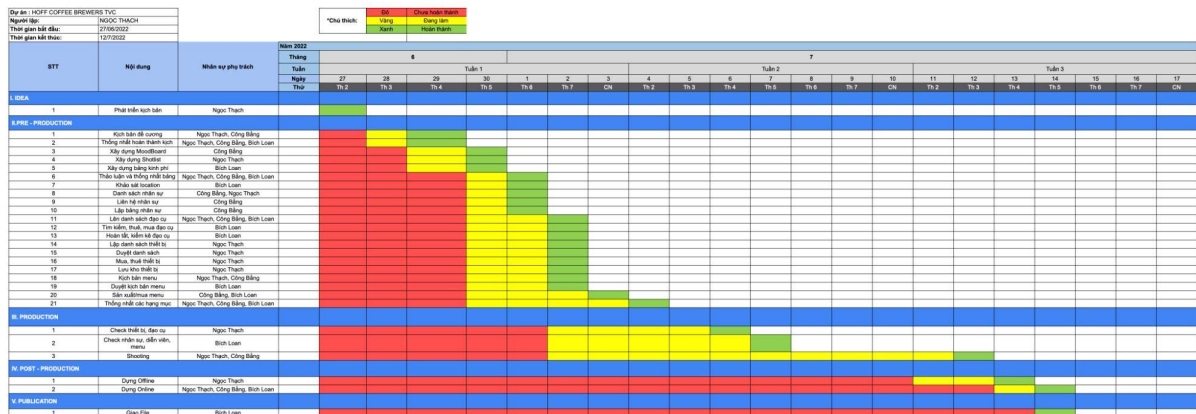 Dự án : HOFF COFFEE BREWERS TVC
Người lập: NGỌC THẠCH
Thời gian bắt đầu: 27/06/2022
Thời gian kết thúc: 12/7/2022
*Chú thích:
Đỏ Chưa hoàn thành
Vàng Đang làm
Xanh Hoàn thành
STT Nội dung Nhân sự phụ trách
Năm 2022
Tháng 6 7
Tuần Tuần 1 Tuần 2 Tuần 3
Ngày 27 28 29 30 1 2 3 4 5 6 7 8 9 10 11 12 13 14 15 16 17
Thứ Th 2 Th 3 Th 4 Th 5 Th 6 Th 7 CN Th 2 Th 3 Th 4 Th 5 Th 6 Th 7 CN Th 2 Th 3 Th 4 Th 5 Th 6 Th 7 CN
I. IDEA
1 Phát triển kịch bản Ngọc Thạch
II.PRE - PRODUCTION
1 Kịch bản đề cương Ngọc Thạch, Công Bằng
2 Thống nhất hoàn thành kịch Ngọc Thạch, Công Bằng, Bích Loan
3 Xây dựng MoodBoard Công Bằng
4 Xây dựng Shotlist Ngọc Thạch
5 Xây dựng bảng kinh phí Bích Loan
6 Thảo luận và thống nhất bảng Ngọc Thạch, Công Bằng, Bích Loan
7 Khảo sát location Bích Loan
8 Danh sách nhân sự Công Bằng, Ngọc Thạch
9 Liên hệ nhân sự Công Bằng
10 Lập bảng nhân sự Công Bằng
11 Lên danh sách đạo cụ Ngọc Thạch, Công Bằng, Bích Loan
12 Tìm kiếm, thuê, mua đạo cụ Bích Loan
13 Hoàn tất, kiểm kê đạo cụ Bích Loan
14 Lập danh sách thiết bị Ngọc Thạch
15 Duyệt danh sách Ngọc Thạch
16 Mua, thuê thiết bị Ngọc Thạch
17 Lưu kho thiết bị Ngọc Thạch
18 Kịch bản menu Ngọc Thạch, Công Bằng
19 Duyệt kịch bản menu Bích Loan
20 Sản xuất/mua menu Công Bằng, Bích Loan
21 Thống nhất các hạng mục Ngọc Thạch, Công Bằng, Bích Loan
III. PRODUCTION
1 Check thiết bị, đạo cụ Ngọc Thạch
2 Check nhân sự, diễn viên, menu Bích Loan
3 Shooting Ngọc Thạch, Công Bằng
IV. POST - PRODUCTION
1 Dựng Offline Ngọc Thạch
2 Dựng Online Ngọc Thạch, Công Bằng, Bích Loan
V. PUBLICATION
1 Giao File Bích Loan